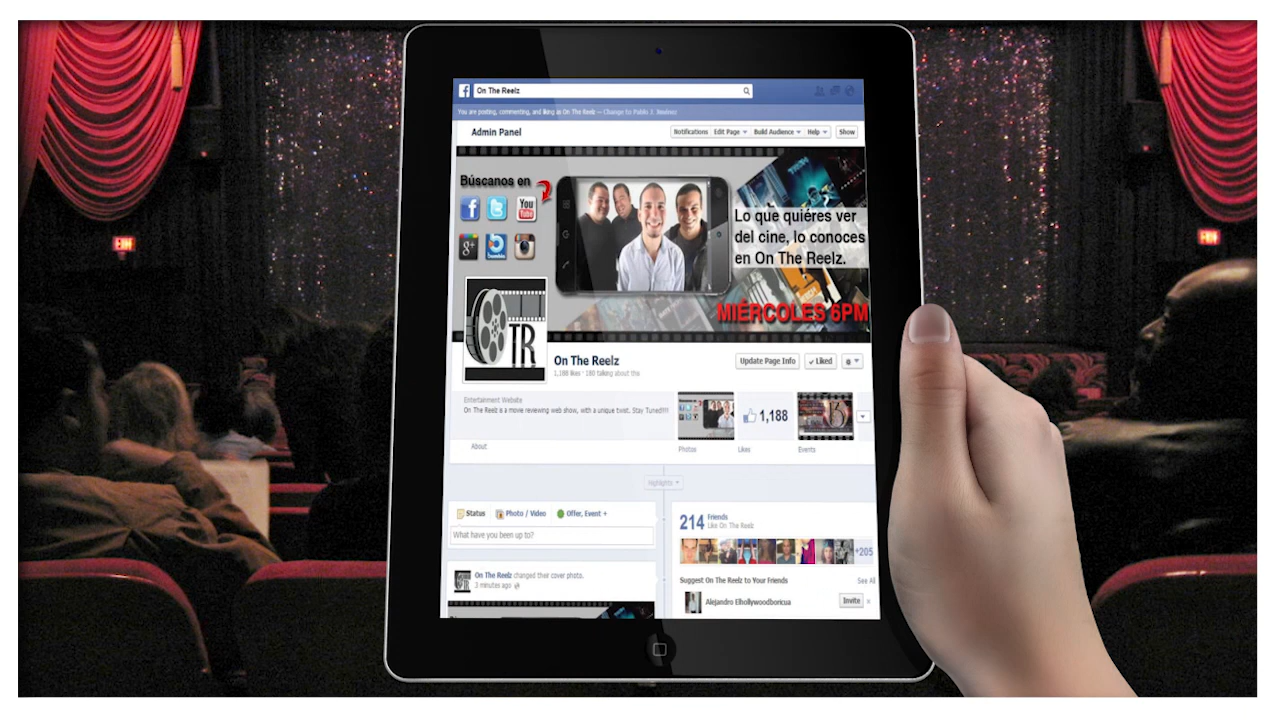 On The Reelz
You are posting, commenting, and liking as On The Reelz — Change to Pablo J. Jiménez
Admin Panel
Notifications Edit Page Build Audience Help Show
Búscanos en
You
Tube
g+
Lo que quiéres ver
del cine, lo conoces
en On The Reelz.
MIÉRCOLES 6PM
TR
On The Reelz
1,188 likes · 180 talking about this
Update Page Info Liked
Entertainment Website
On The Reelz is a movie reviewing web show, with a unique twist. Stay Tuned!!!!
About
1,188
Photos Likes Events
Highlights
Status Photo / Video Offer, Event +
What have you been up to?
214 Friends
Like On The Reelz
+205
On The Reelz changed their cover photo.
3 minutes ago
Suggest On The Reelz to Your Friends See All
Alejandro Elhollywoodboricua Invite